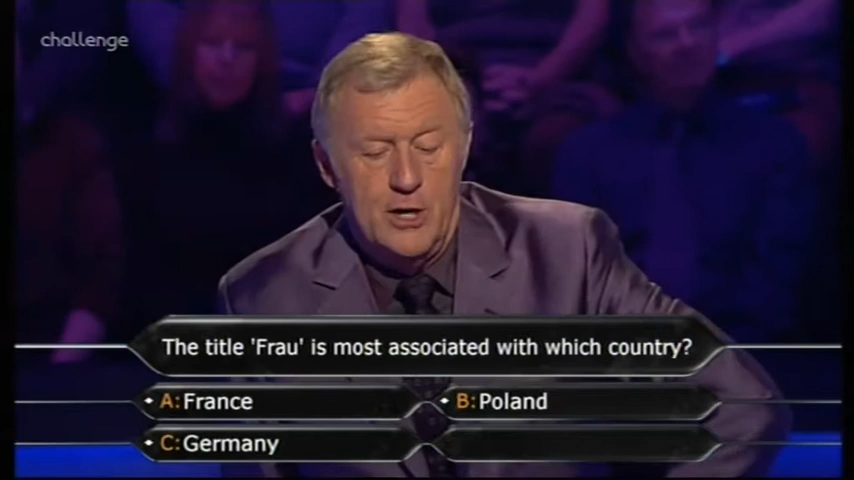 challenge
The title 'Frau' is most associated with which country?
A: France
B: Poland
C: Germany